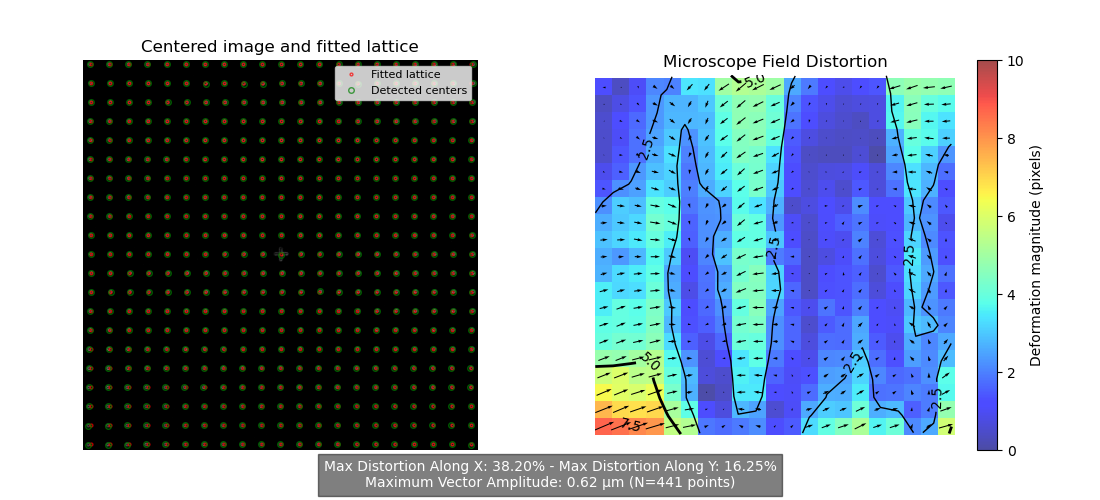 Centered image and fitted lattice
Fitted lattice
Detected centers
Microscope Field Distortion
5.0
2.5
2.5
2.5
5.0
2.5
2.5
7.5
10
8
6
4
2
0
Deformation magnitude (pixels)
Max Distortion Along X: 38.20% - Max Distortion Along Y: 16.25%
Maximum Vector Amplitude: 0.62 µm (N=441 points)